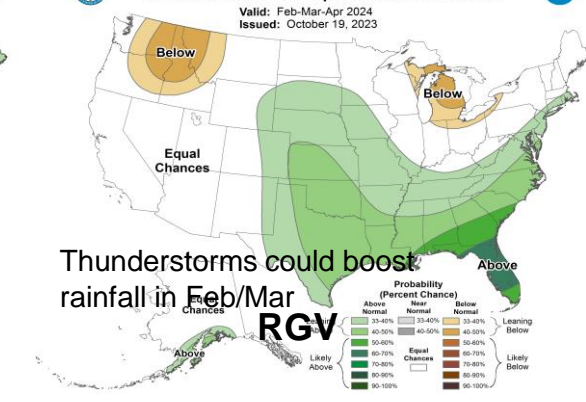 Valid: Feb-Mar-Apr 2024
Issued: October 19, 2023
Below
Below
Equal
Chances
Above
Thunderstorms could boost
rainfall in Feb/Mar
RGV
Equal
Chances
Above
Probability
(Percent Chance)
Above Normal
Near Normal
Below Normal
Leaning Above
33-40% 33-40% 33-40%
40-50% 40-50% 40-50%
Leaning Below
Likely Above
50-60% 50-60%
60-70% Equal Chances 60-70%
70-80% 70-80%
80-90% 80-90%
90-100% 90-100%
Likely Below